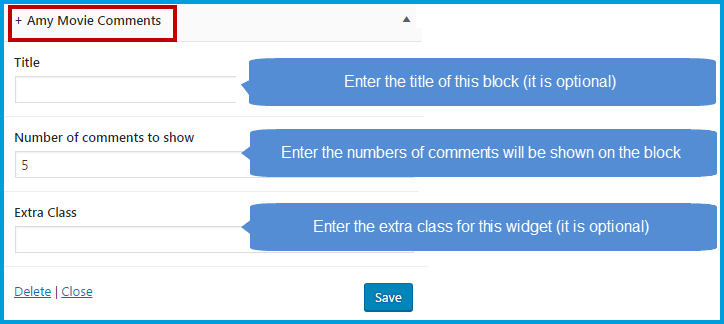 + Amy Movie Comments
Title
Enter the title of this block (it is optional)
Number of comments to show
5
Enter the numbers of comments will be shown on the block
Extra Class
Enter the extra class for this widget (it is optional)
Delete | Close
Save